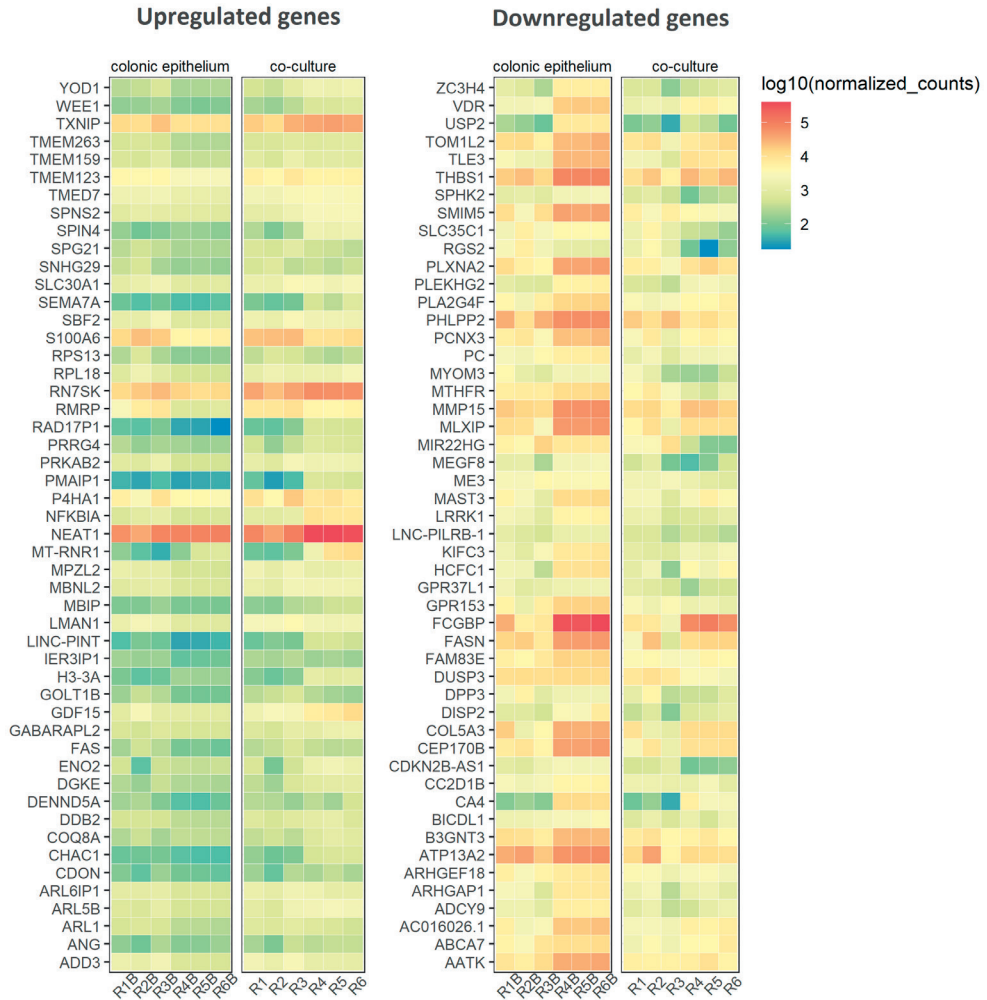 Upregulated genes
colonic epithelium
co-culture
YOD1
WEE1
TXNIP
TMEM263
TMEM159
TMEM123
TMED7
SPNS2
SPIN4
SPG21
SNHG29
SLC30A1
SEMA7A
SBF2
S100A6
RPS13
RPL18
RN7SK
RMRP
RAD17P1
PRRG4
PRKAB2
PMAIP1
P4HA1
NFKBIA
NEAT1
MT-RNR1
MPZL2
MBNL2
MBIP
LMAN1
LINC-PINT
IER3IP1
H3-3A
GOLT1B
GDF15
GABARAPL2
FAS
ENO2
DGKE
DENND5A
DDB2
COQ8A
CHAC1
CDON
ARL6IP1
ARL5B
ARL1
ANG
ADD3
R1B
R2B
R3B
R4B
R5B
R6B
R1
R2
R3
R4
R5
R6
Downregulated genes
colonic epithelium
co-culture
ZC3H4
VDR
USP2
TOM1L2
TLE3
THBS1
SPHK2
SMIM5
SLC35C1
RGS2
PLXNA2
PLEKHG2
PLA2G4F
PHLPP2
PCNX3
PC
MYOM3
MTHFR
MMP15
MLXIP
MIR22HG
MEGF8
ME3
MAST3
LRRK1
LNC-PILRB-1
KIFC3
HCFC1
GPR37L1
GPR153
FCGBP
FASN
FAM83E
DUSP3
DPP3
DISP2
COL5A3
CEP170B
CDKN2B-AS1
CC2D1B
CA4
BICDL1
B3GNT3
ATP13A2
ARHGEF18
ARHGAP1
ADCY9
AC016026.1
ABCA7
AATK
R1B
R2B
R3B
R4B
R5B
R6B
R1
R2
R3
R4
R5
R6
log10(normalized_counts)
5
4
3
2